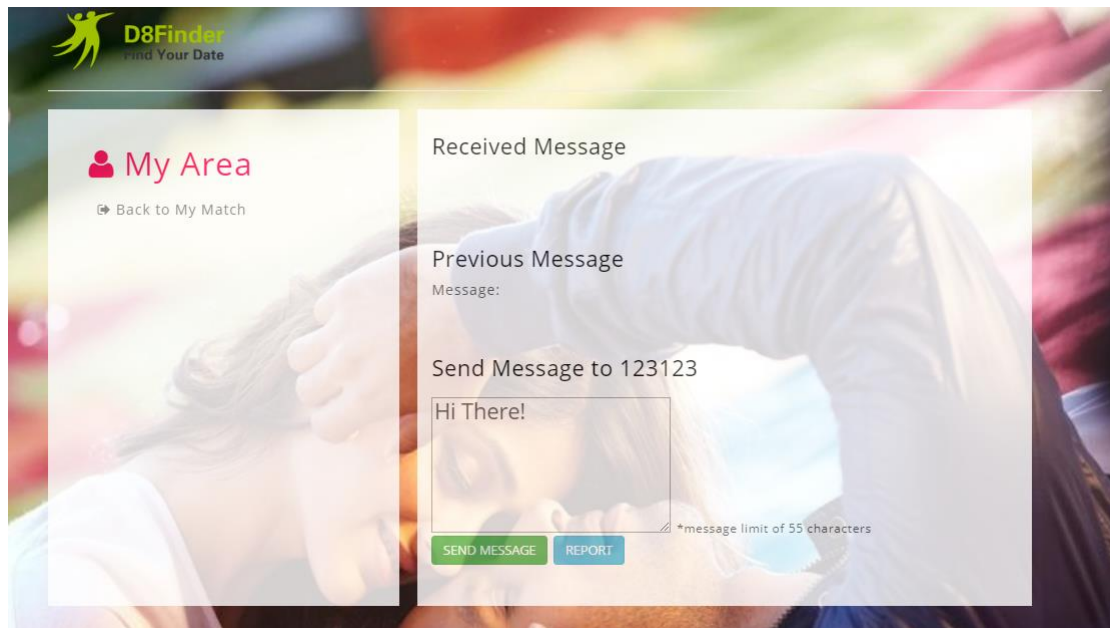 D8Finder
Find Your Date
My Area
Back to My Match
Received Message
Previous Message
Message:
Send Message to 123123
Hi There!
*message limit of 55 characters
SEND MESSAGE
REPORT